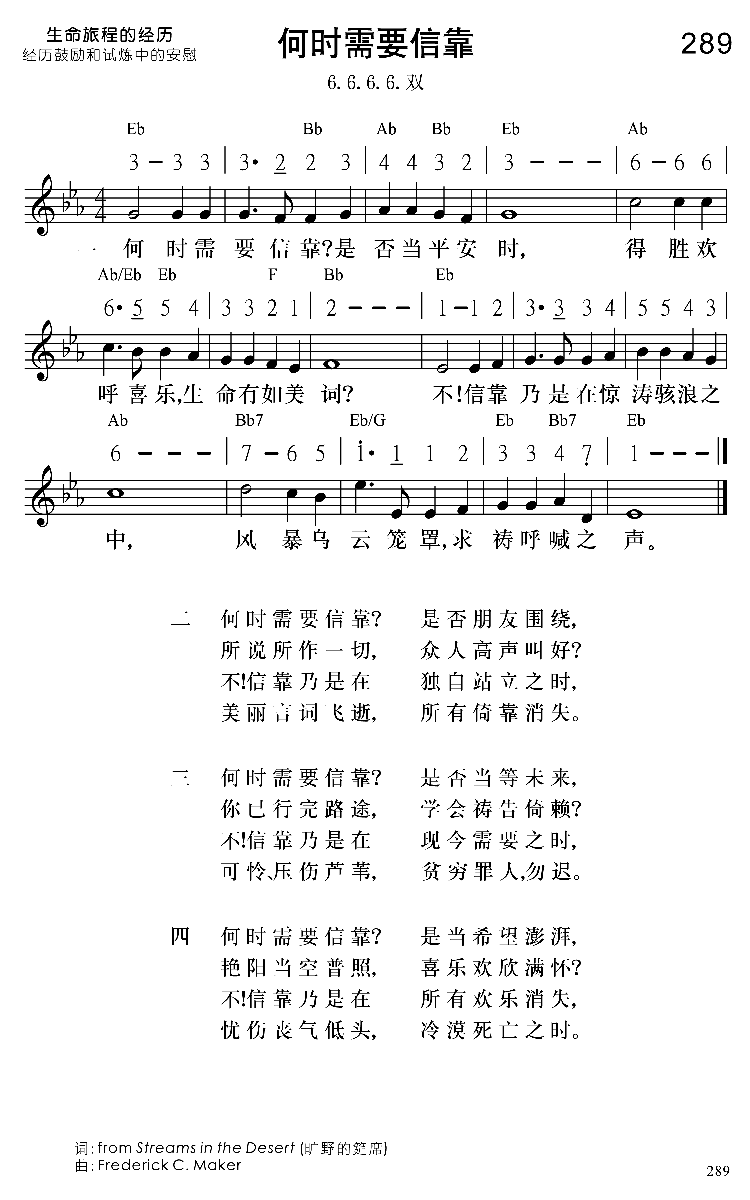 生命旅程的经历
经历鼓励和试炼中的安慰
何时需要信靠
289
6. 6. 6. 6. 双
Eb Bb Ab Bb Eb Ab
3 – 3 3 | 3· 2 2 3 | 4 4 3 2 | 3 – – – | 6 – 6 6 |
4/4
一 何 时 需 要 信 靠?是 否 当 平 安 时, 得 胜 欢
Ab/Eb Eb F Bb Eb
6· 5 5 4 | 3 3 2 1 | 2 – – – | 1 – 1 2 | 3· 3 3 4 | 5 5 4 3 |
呼 喜 乐,生 命 冇 如 美 词? 不!信 靠 乃 是 在 惊 涛 骇 浪 之
Ab Bb7 Eb/G Eb Bb7 Eb
6 – – – | 7 – 6 5 | i· 1 1 2 | 3 3 4 7̣ | 1 – – – ‖
中, 风 暴 乌 云 笼 罩,求 祷 呼 喊 之 声。
二 何时需要信靠? 是否朋友围绕,
所说所作一切, 众人高声叫好?
不!信靠乃是在 独自站立之时,
美丽言词飞逝, 所有倚靠消失。
三 何时需要信靠? 是否当等未来,
你已行完路途, 学会祷告倚赖?
不!信靠乃是在 现今需要之时,
可怜、压伤芦苇, 贫穷罪人,勿迟。
四 何时需要信靠? 是当希望澎湃,
艳阳当空普照, 喜乐欢欣满怀?
不!信靠乃是在 所有欢乐消失,
忧伤丧气低头, 冷漠死亡之时。
词: from Streams in the Desert (旷野的筵席)
曲: Frederick C. Maker
289